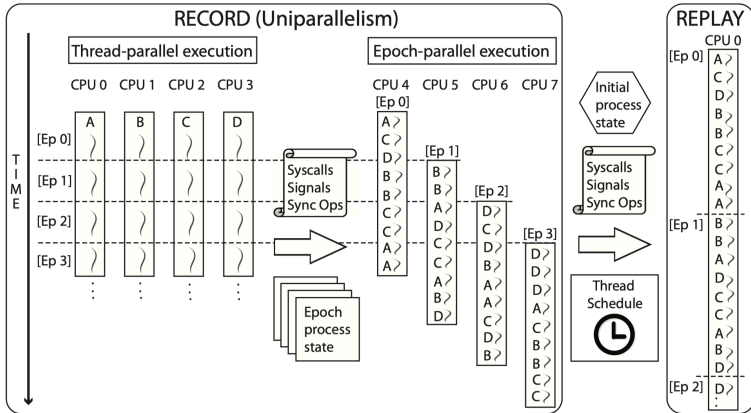 RECORD (Uniparallelism)
Thread-parallel execution
Epoch-parallel execution
CPU 0 CPU 1 CPU 2 CPU 3
CPU 4 CPU 5 CPU 6 CPU 7
TIME
A B C D
[Ep 0]
[Ep 1]
[Ep 2]
[Ep 3]
Syscalls
Signals
Sync Ops
Epoch
process
state
[Ep 0]
A
C
D
B
B
C
C
A
A
[Ep 1]
B
B
A
D
C
C
A
B
D
[Ep 2]
D
C
D
B
A
A
C
D
B
[Ep 3]
D
D
D
A
C
B
B
C
C
Initial
process
state
Syscalls
Signals
Sync Ops
Thread
Schedule
REPLAY
CPU 0
[Ep 0]
A
C
D
B
B
C
C
A
A
[Ep 1]
B
B
A
D
C
C
A
B
D
[Ep 2]
D